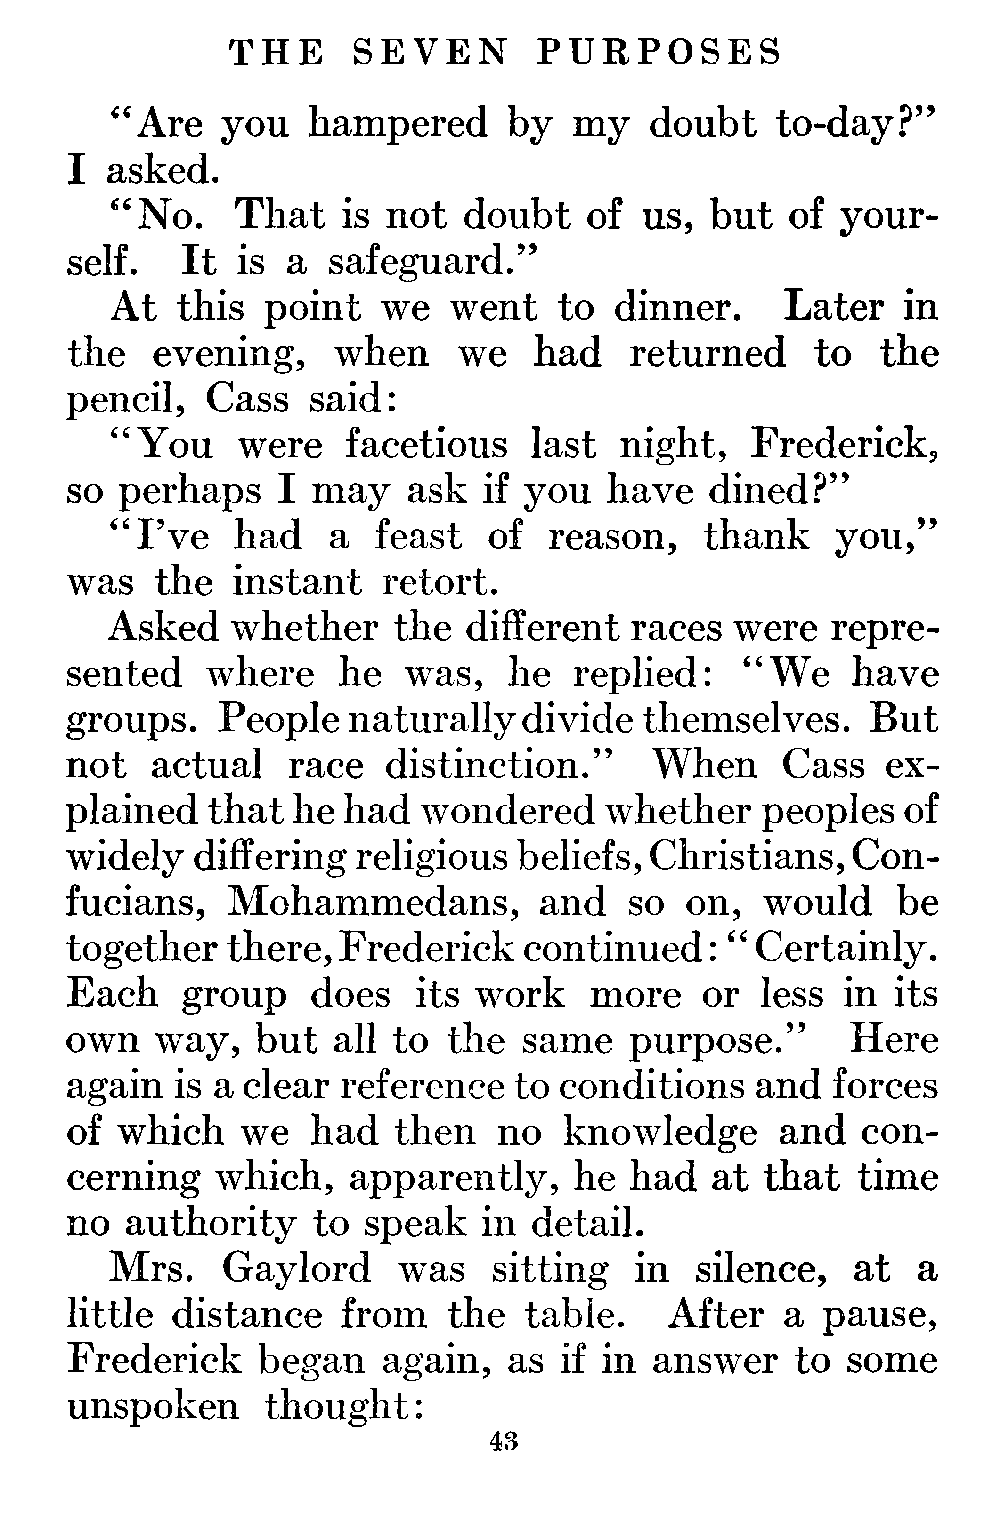 THE SEVEN PURPOSES
“Are you hampered by my doubt to-day?”
I asked.
“No. That is not doubt of us, but of your-
self. It is a safeguard.”
At this point we went to dinner. Later in
the evening, when we had returned to the
pencil, Cass said:
“You were facetious last night, Frederick,
so perhaps I may ask if you have dined?”
“I’ve had a feast of reason, thank you,”
was the instant retort.
Asked whether the different races were repre-
sented where he was, he replied: “We have
groups. People naturally divide themselves. But
not actual race distinction.” When Cass ex-
plained that he had wondered whether peoples of
widely differing religious beliefs, Christians, Con-
fucians, Mohammedans, and so on, would be
together there, Frederick continued: “Certainly.
Each group does its work more or less in its
own way, but all to the same purpose.” Here
again is a clear reference to conditions and forces
of which we had then no knowledge and con-
cerning which, apparently, he had at that time
no authority to speak in detail.
Mrs. Gaylord was sitting in silence, at a
little distance from the table. After a pause,
Frederick began again, as if in answer to some
unspoken thought:
43